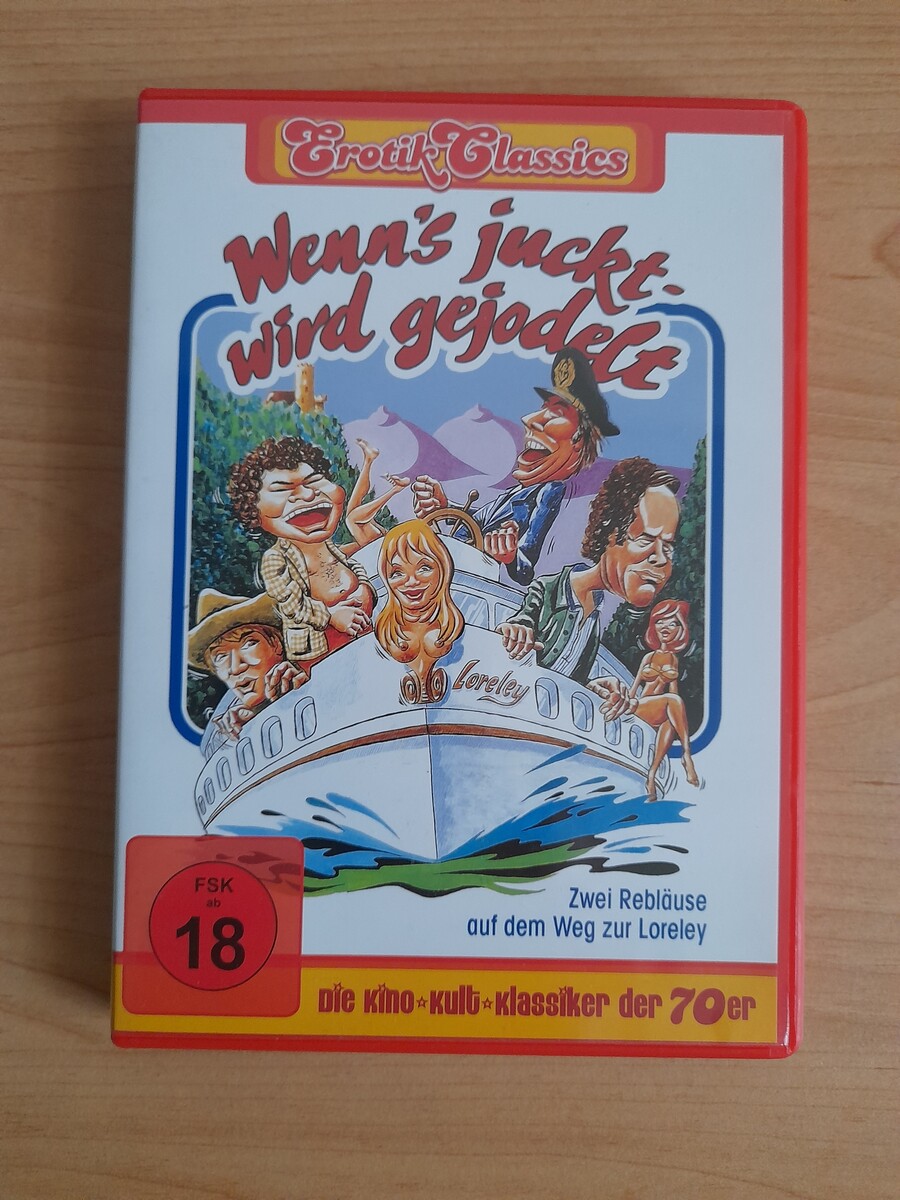 Erotik Classics
Wenn's juckt-
wird gejodelt
Loreley
Zwei Rebläuse
auf dem Weg zur Loreley
FSK
ab
18
Die Kino☆Kult☆Klassiker der 70er